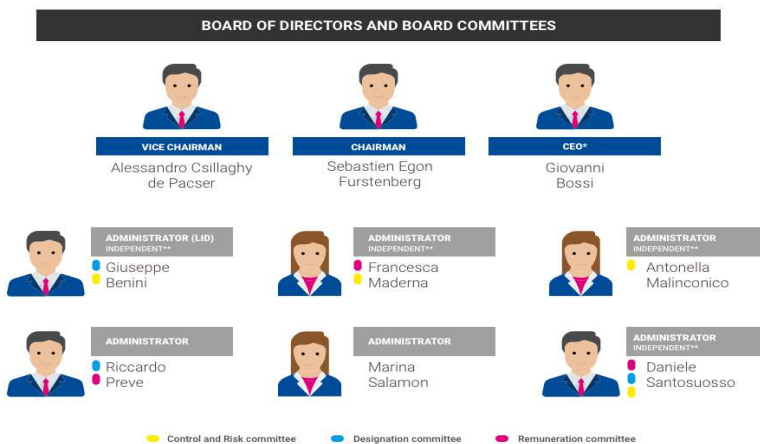 BOARD OF DIRECTORS AND BOARD COMMITTEES
VICE CHAIRMAN
Alessandro Csillaghy
de Pacser
CHAIRMAN
Sebastien Egon
Furstenberg
CEO*
Giovanni
Bossi
ADMINISTRATOR (LID)
INDEPENDENT**
Giuseppe
Benini
ADMINISTRATOR
INDEPENDENT**
Francesca
Maderna
ADMINISTRATOR
INDEPENDENT**
Antonella
Malinconico
ADMINISTRATOR
Riccardo
Preve
ADMINISTRATOR
Marina
Salamon
ADMINISTRATOR
INDEPENDENT**
Daniele
Santosuosso
Control and Risk committee
Designation committee
Remuneration committee